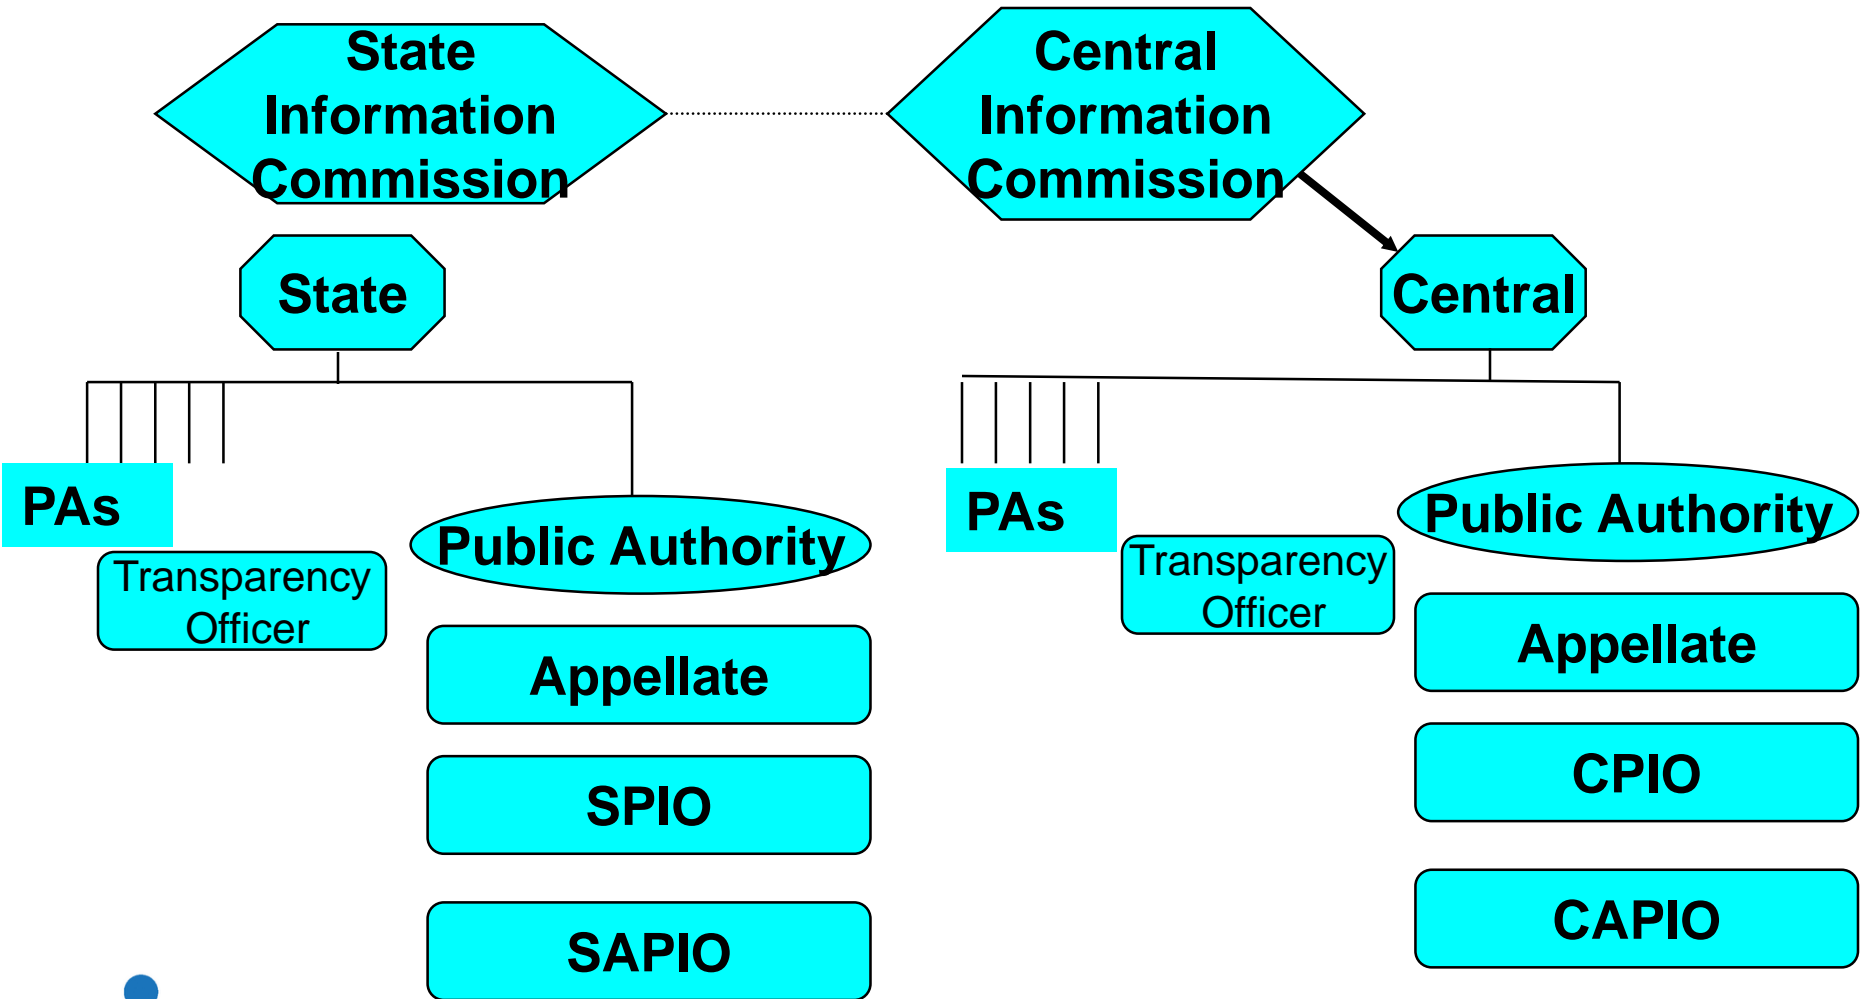 State
Information
Commission
Central
Information
Commission
State
Central
PAs
Public Authority
Transparency
Officer
Appellate
SPIO
SAPIO
PAs
Public Authority
Transparency
Officer
Appellate
CPIO
CAPIO